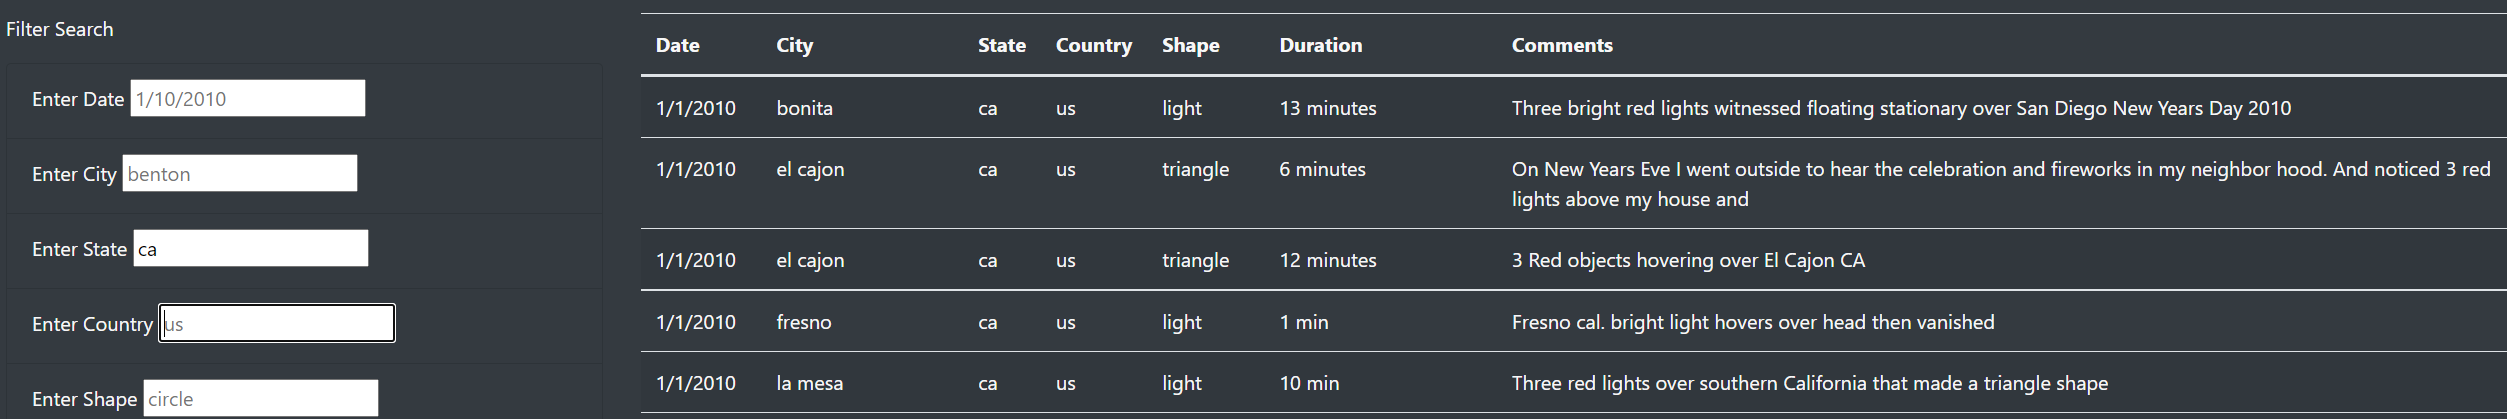 Filter Search
Enter Date 1/10/2010
Enter City benton
Enter State ca
Enter Country us
Enter Shape circle
Date City State Country Shape Duration Comments
1/1/2010 bonita ca us light 13 minutes Three bright red lights witnessed floating stationary over San Diego New Years Day 2010
1/1/2010 el cajon ca us triangle 6 minutes On New Years Eve I went outside to hear the celebration and fireworks in my neighbor hood. And noticed 3 red
lights above my house and
1/1/2010 el cajon ca us triangle 12 minutes 3 Red objects hovering over El Cajon CA
1/1/2010 fresno ca us light 1 min Fresno cal. bright light hovers over head then vanished
1/1/2010 la mesa ca us light 10 min Three red lights over southern California that made a triangle shape